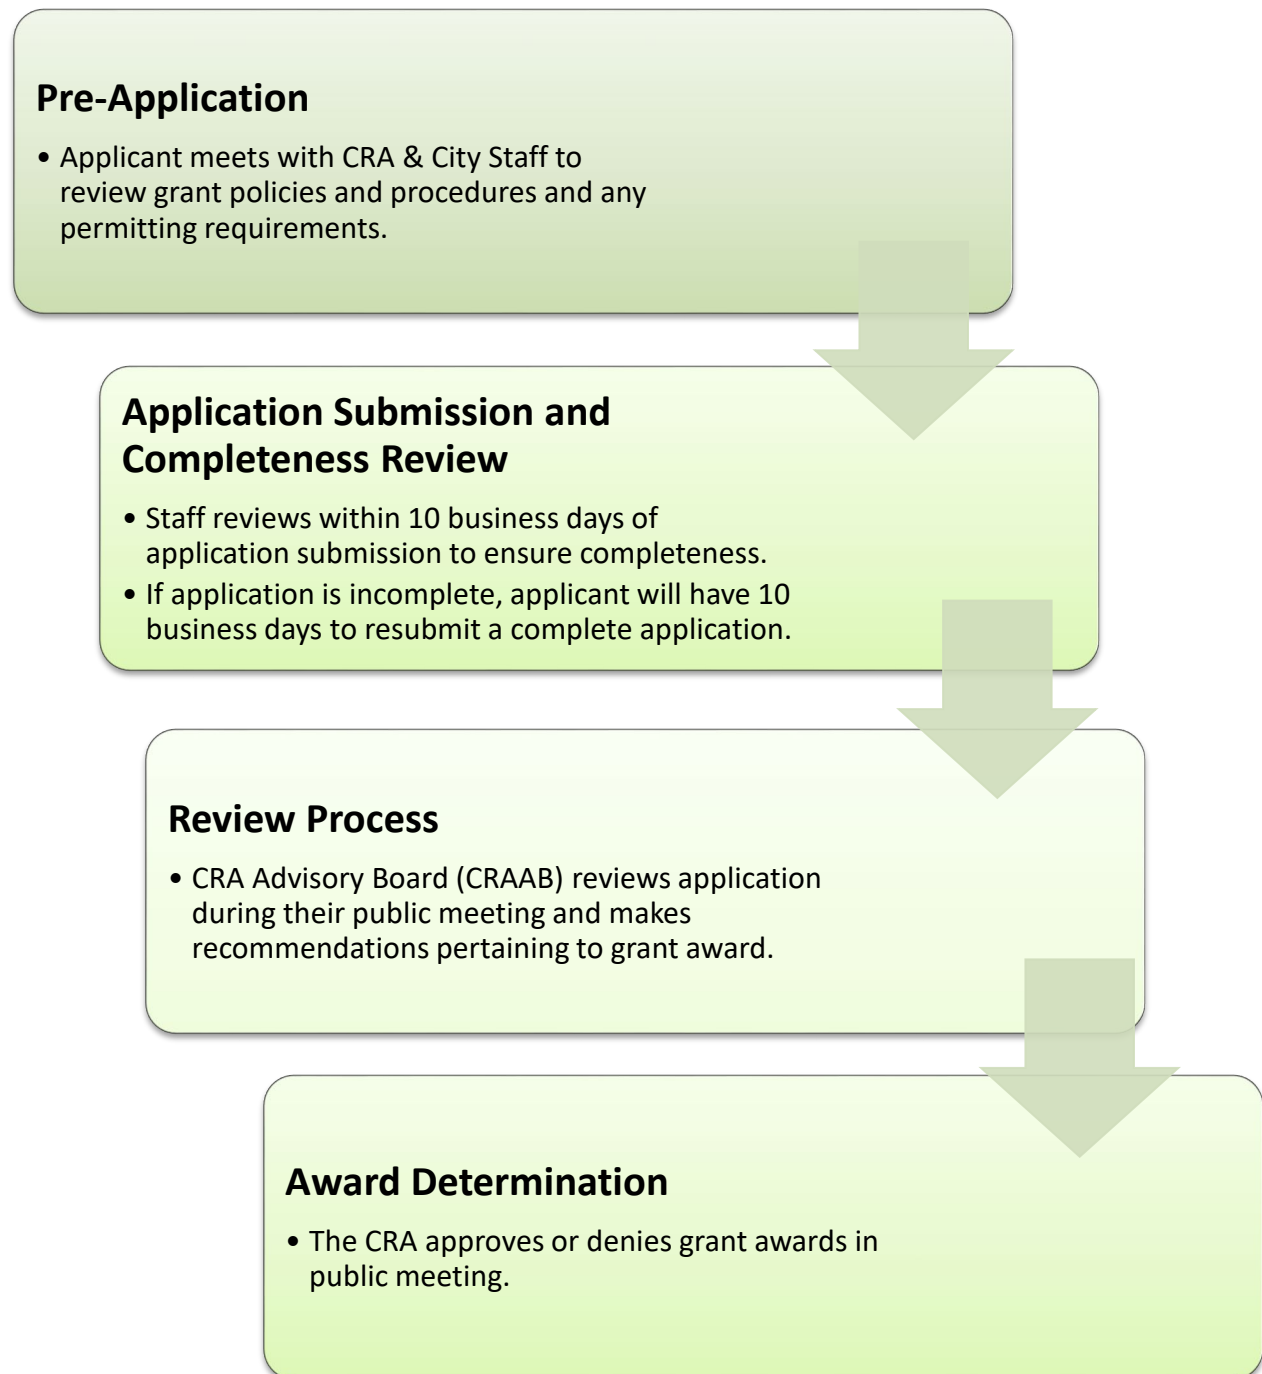 Pre-Application
• Applicant meets with CRA & City Staff to
review grant policies and procedures and any
permitting requirements.
Application Submission and
Completeness Review
• Staff reviews within 10 business days of
application submission to ensure completeness.
• If application is incomplete, applicant will have 10
business days to resubmit a complete application.
Review Process
• CRA Advisory Board (CRAAB) reviews application
during their public meeting and makes
recommendations pertaining to grant award.
Award Determination
• The CRA approves or denies grant awards in
public meeting.